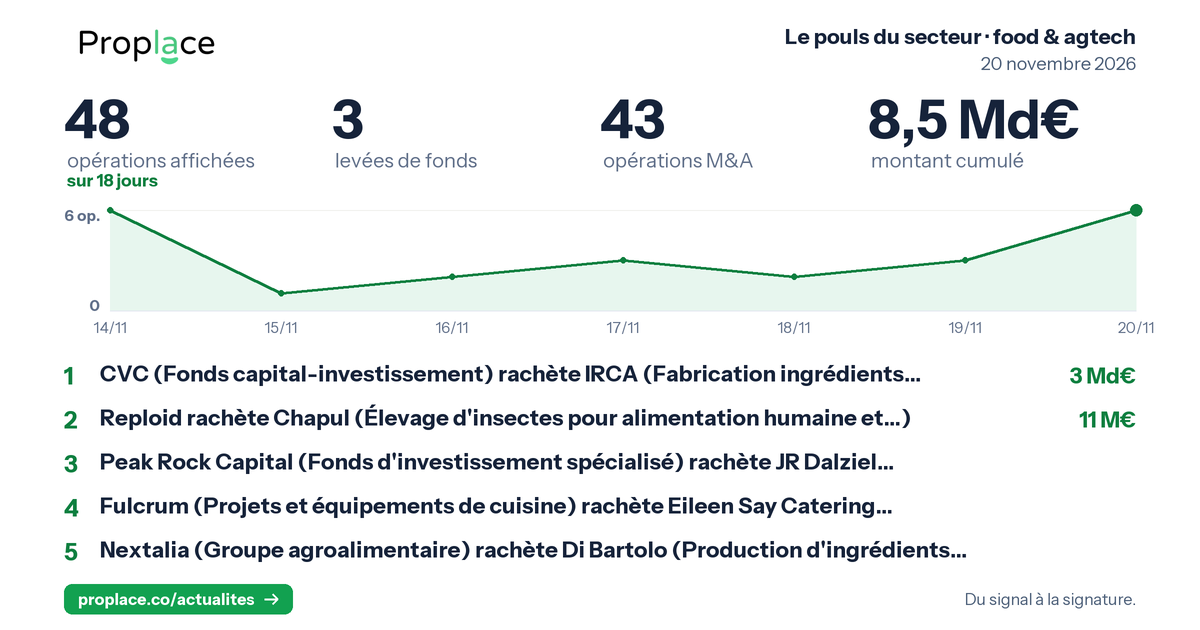 Proplace
Le pouls du secteur · food & agtech
20 novembre 2026
48
3
43
8,5 Md€
opérations affichées
levées de fonds
opérations M&A
montant cumulé
sur 18 jours
6 op.
0
14/11
15/11
16/11
17/11
18/11
19/11
20/11
1 CVC (Fonds capital-investissement) rachète IRCA (Fabrication ingrédients... 3 Md€
2 Reploid rachète Chapul (Élevage d'insectes pour alimentation humaine et...) 11 M€
3 Peak Rock Capital (Fonds d'investissement spécialisé) rachète JR Dalziel...
4 Fulcrum (Projets et équipements de cuisine) rachète Eileen Say Catering...
5 Nextalia (Groupe agroalimentaire) rachète Di Bartolo (Production d'ingrédients...
proplace.co/actualites →
Du signal à la signature.